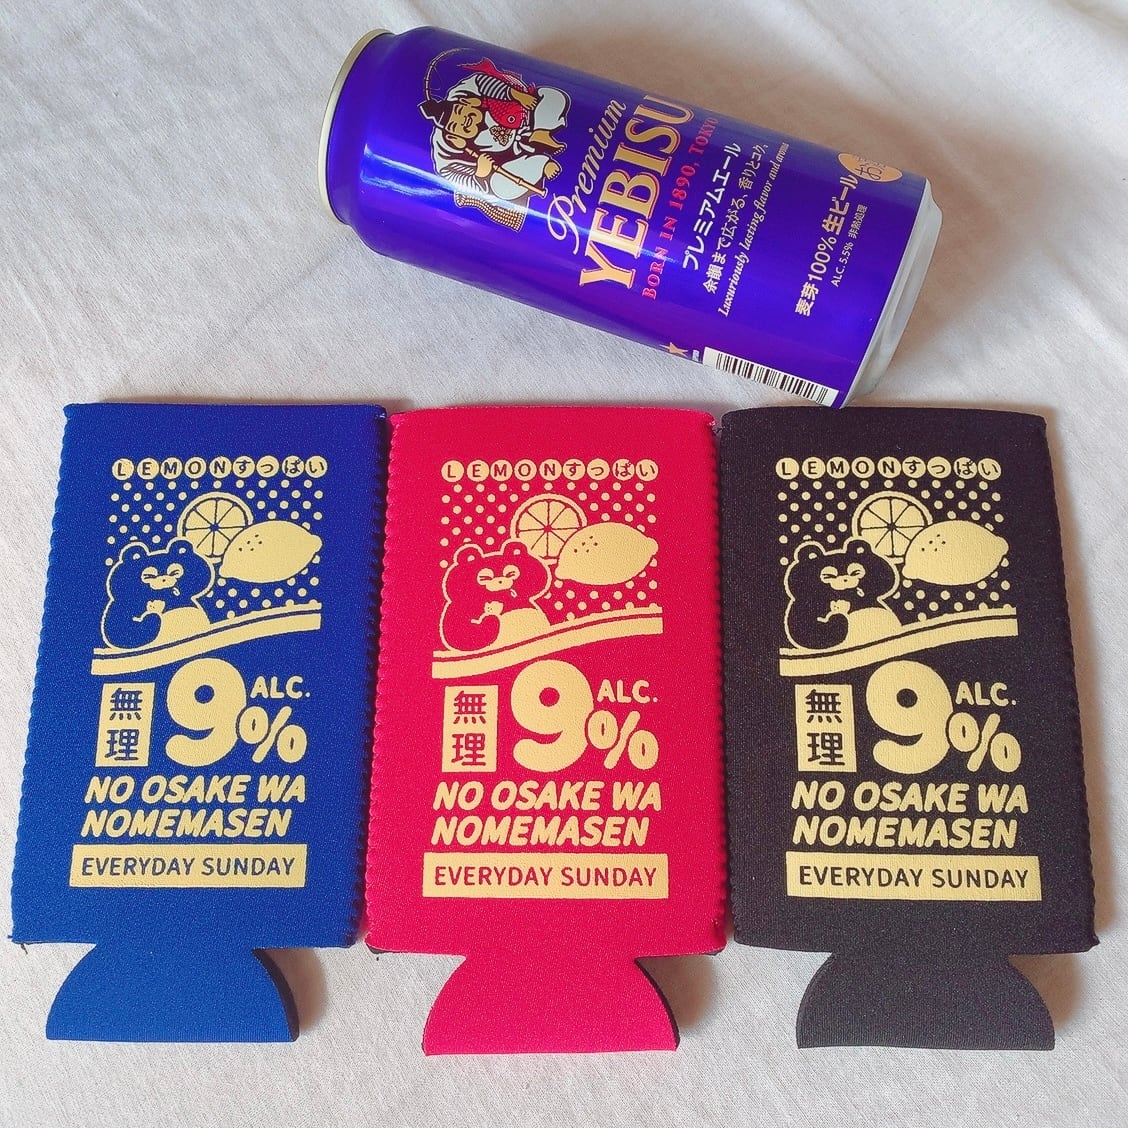 Premium
YEBISU
BORN IN 1890, TOKYO
プレミアムエール
余韻まで広がる、香りとコク。
Luxuriously lasting flavor and aroma
麦芽100% 生ビール
ALC. 5.5% 非熱処理
LEMONすっぱい
無理
9%
ALC.
NO OSAKE WA
NOMEMASEN
EVERYDAY SUNDAY
LEMONすっぱい
無理
9%
ALC.
NO OSAKE WA
NOMEMASEN
EVERYDAY SUNDAY
LEMONすっぱい
無理
9%
ALC.
NO OSAKE WA
NOMEMASEN
EVERYDAY SUNDAY